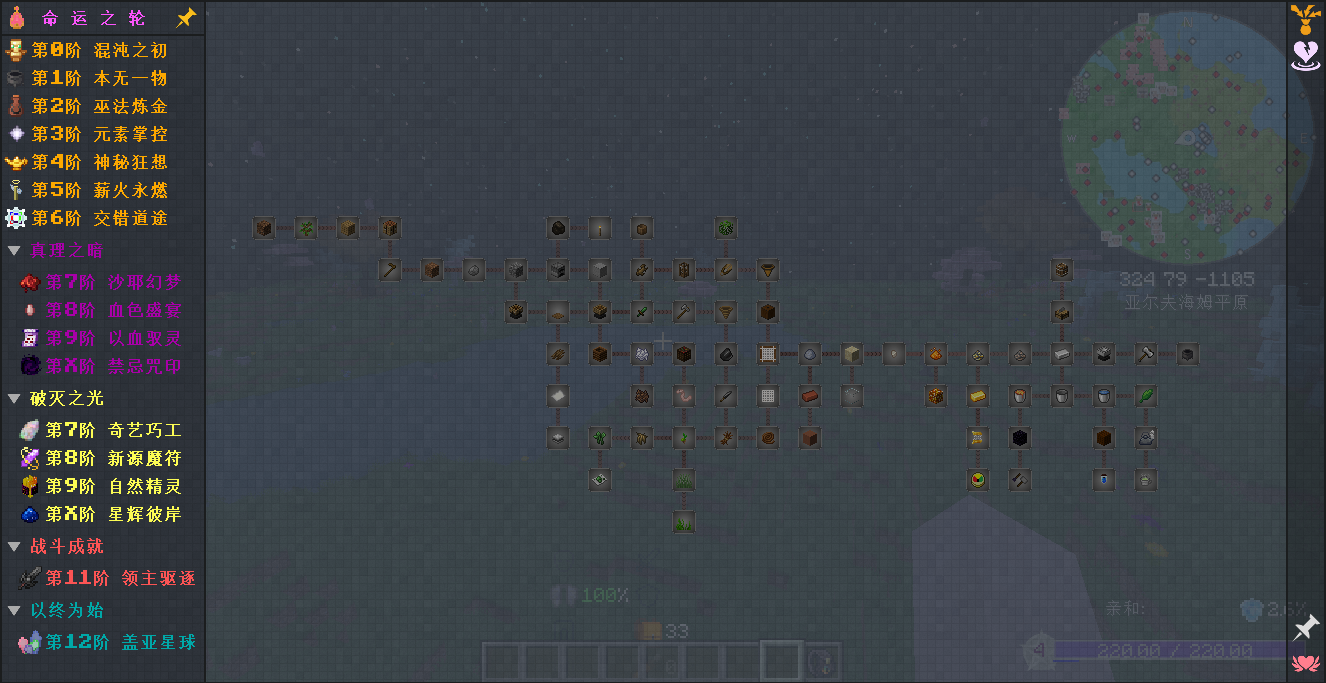 命运之轮
第0阶 混沌之初
第1阶 本无一物
第2阶 巫法炼金
第3阶 元素掌控
第4阶 神秘狂想
第5阶 薪火永燃
第6阶 交错道途
真理之暗
第7阶 沙耶幻梦
第8阶 血色盛宴
第9阶 以血驭灵
第X阶 禁忌咒印
破灭之光
第7阶 奇艺巧工
第8阶 新源魔符
第9阶 自然精灵
第X阶 星辉彼岸
战斗成就
第11阶 领主驱逐
以终为始
第12阶 盖亚星球
N
W
S
324 79 -1105
亚尔夫海姆平原
100%
33
亲和:
2.6%
4
220.00 / 220.00